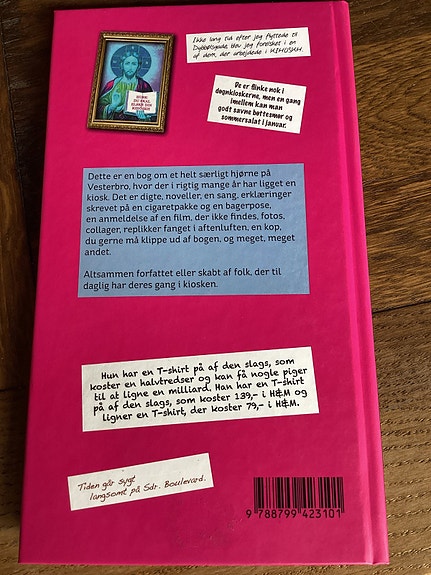 Ikke lang tid efter jeg flyttede til
Dybbølsgade, blev jeg forelsket i en
af dem, der arbejdede i KIHOSKH.
De er flinke nok i
døgnkioskerne, men en gang
imellem kan man
godt savne bøttesmør og
sommersalat i januar.
Dette er en bog om et helt særligt hjørne på
Vesterbro, hvor der i rigtig mange år har ligget en
kiosk. Det er digte, noveller, en sang, erklæringer
skrevet på en cigaretpakke og en bagerpose,
en anmeldelse af en film, der ikke findes, fotos,
collager, replikker fanget i aftenluften, en kop,
du gerne må klippe ud af bogen, og meget, meget
andet.
Altsammen forfattet eller skabt af folk, der til
daglig har deres gang i kiosken.
Hun har en T-shirt på af den slags, som
koster en halvtredser og kan få nogle piger
til at ligne en milliard. Han har en T-shirt
på af den slags, som koster 139,- i H&M og
ligner en T-shirt, der koster 79,- i H&M.
Tiden går sygt
langsomt på Sdr. Boulevard.
9 788799 423101